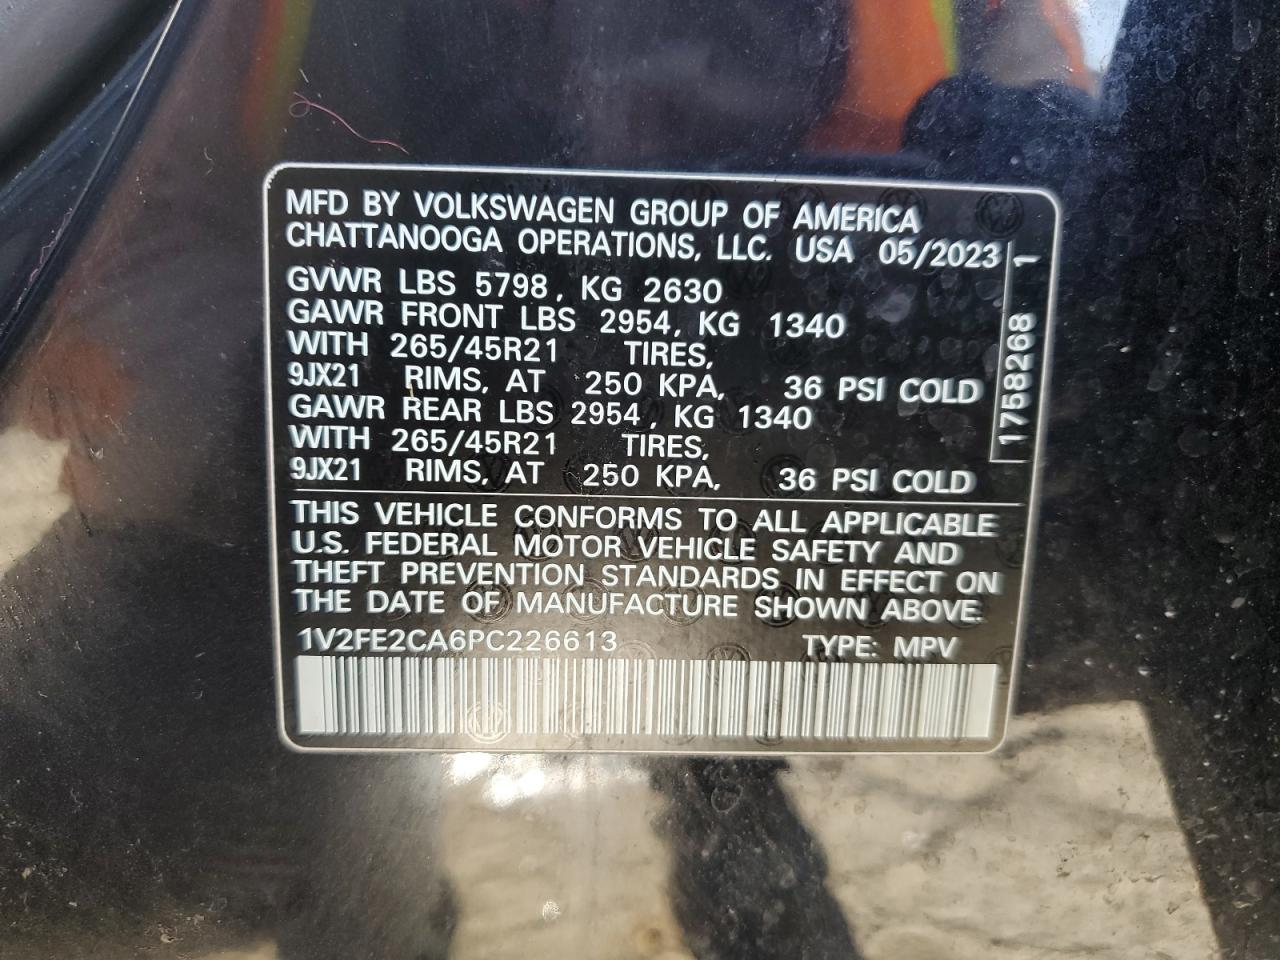 MFD BY VOLKSWAGEN GROUP OF AMERICA
CHATTANOOGA OPERATIONS, LLC. USA 05/2023
GVWR LBS 5798, KG 2630
GAWR FRONT LBS 2954, KG 1340
WITH 265/45R21 TIRES,
9JX21 RIMS, AT 250 KPA, 36 PSI COLD
GAWR REAR LBS 2954, KG 1340
WITH 265/45R21 TIRES,
9JX21 RIMS, AT 250 KPA, 36 PSI COLD
1758268 1
THIS VEHICLE CONFORMS TO ALL APPLICABLE
U.S. FEDERAL MOTOR VEHICLE SAFETY AND
THEFT PREVENTION STANDARDS IN EFFECT ON
THE DATE OF MANUFACTURE SHOWN ABOVE.
1V2FE2CA6PC226613 TYPE: MPV